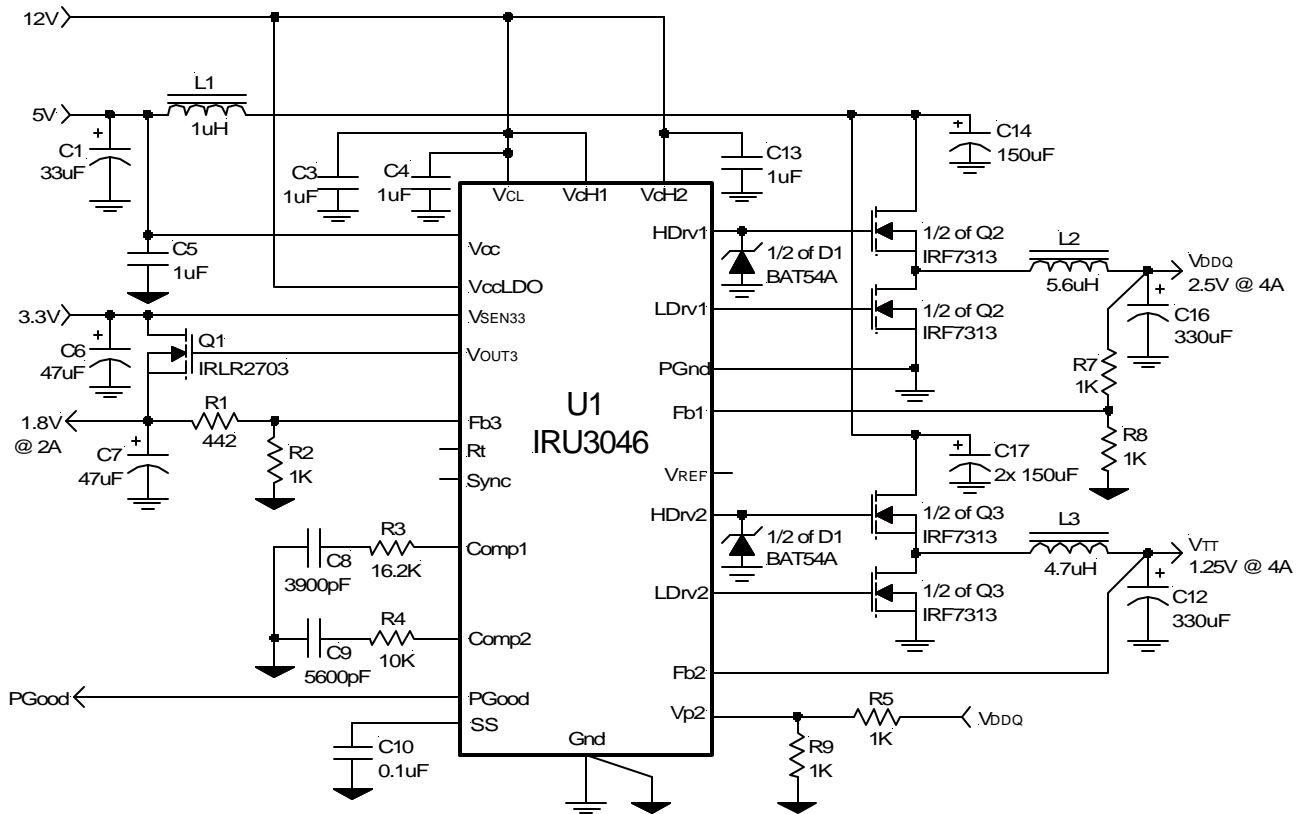 12V
5V
L1
1uH
C1
33uF
C3
1uF
C4
1uF
C13
1uF
C14
150uF
C5
1uF
VCL
VcH1
VcH2
Vcc
VccLDO
VSEN33
VOUT3
Fb3
Rt
Sync
Comp1
Comp2
PGood
SS
Gnd
U1
IRU3046
HDrv1
LDrv1
PGnd
Fb1
VREF
HDrv2
LDrv2
Fb2
Vp2
3.3V
C6
47uF
Q1
IRLR2703
1.8V
@ 2A
R1
442
C7
47uF
R2
1K
C8
3900pF
R3
16.2K
C9
5600pF
R4
10K
PGood
C10
0.1uF
1/2 of D1
BAT54A
1/2 of Q2
IRF7313
1/2 of Q2
IRF7313
L2
5.6uH
VDDQ
2.5V @ 4A
C16
330uF
R7
1K
R8
1K
C17
2x 150uF
1/2 of D1
BAT54A
1/2 of Q3
IRF7313
1/2 of Q3
IRF7313
L3
4.7uH
VTT
1.25V @ 4A
C12
330uF
R5
1K
VDDQ
R9
1K